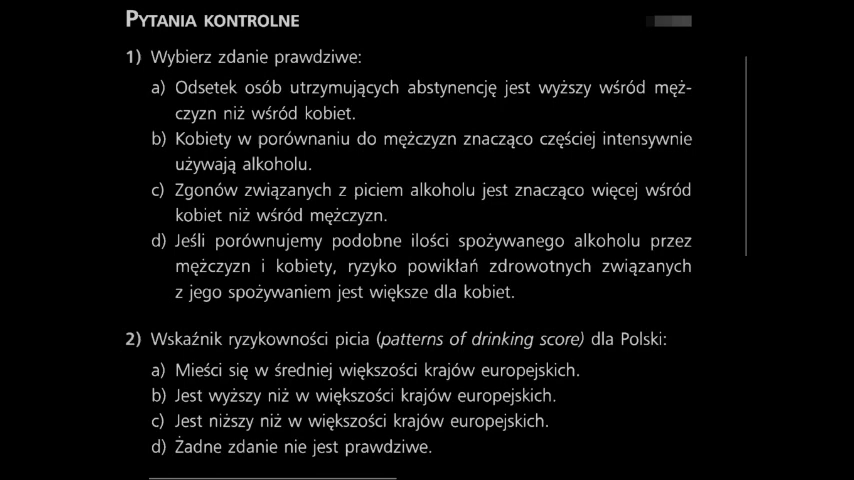 PYTANIA KONTROLNE
1) Wybierz zdanie prawdziwe:
a) Odsetek osób utrzymujących abstynencję jest wyższy wśród męż-
czyzn niż wśród kobiet.
b) Kobiety w porównaniu do mężczyzn znacząco częściej intensywnie
używają alkoholu.
c) Zgonów związanych z piciem alkoholu jest znacząco więcej wśród
kobiet niż wśród mężczyzn.
d) Jeśli porównujemy podobne ilości spożywanego alkoholu przez
mężczyzn i kobiety, ryzyko powikłań zdrowotnych związanych
z jego spożywaniem jest większe dla kobiet.
2) Wskaźnik ryzykowności picia (patterns of drinking score) dla Polski:
a) Mieści się w średniej większości krajów europejskich.
b) Jest wyższy niż w większości krajów europejskich.
c) Jest niższy niż w większości krajów europejskich.
d) Żadne zdanie nie jest prawdziwe.